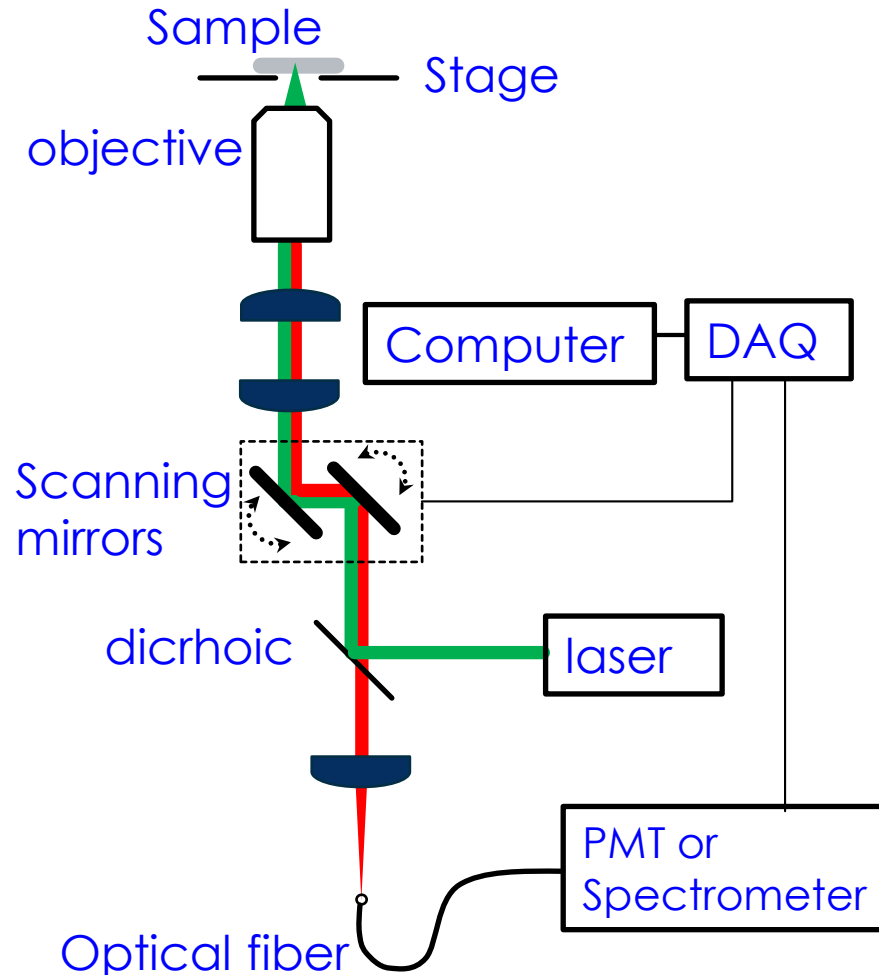 Sample
Stage
objective
Computer
DAQ
Scanning
mirrors
dicrhoic
laser
PMT or
Spectrometer
Optical fiber